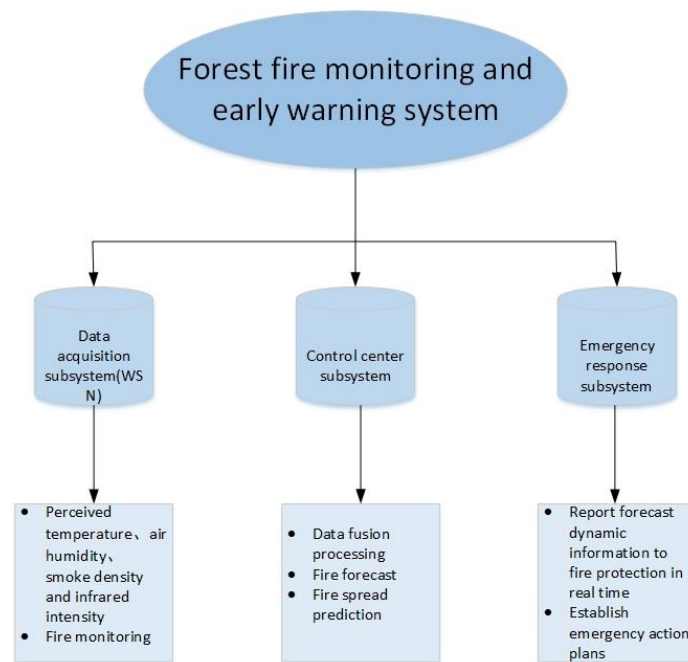 Forest fire monitoring and
early warning system
Data
acquisition
subsystem(WS
N)
Control center
subsystem
Emergency
response
subsystem
• Perceived
temperature、air
humidity、
smoke density
and infrared
intensity
• Fire monitoring
• Data fusion
processing
• Fire forecast
• Fire spread
prediction
• Report forecast
dynamic
information to
fire protection in
real time
• Establish
emergency action
plans